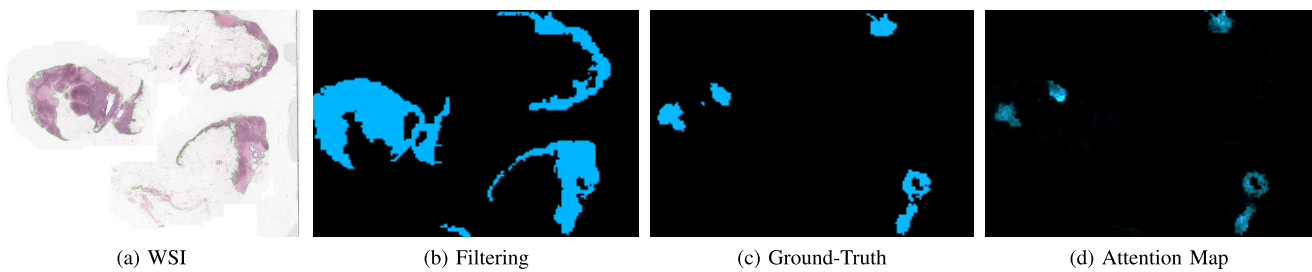 (a) WSI
(b) Filtering
(c) Ground-Truth
(d) Attention Map